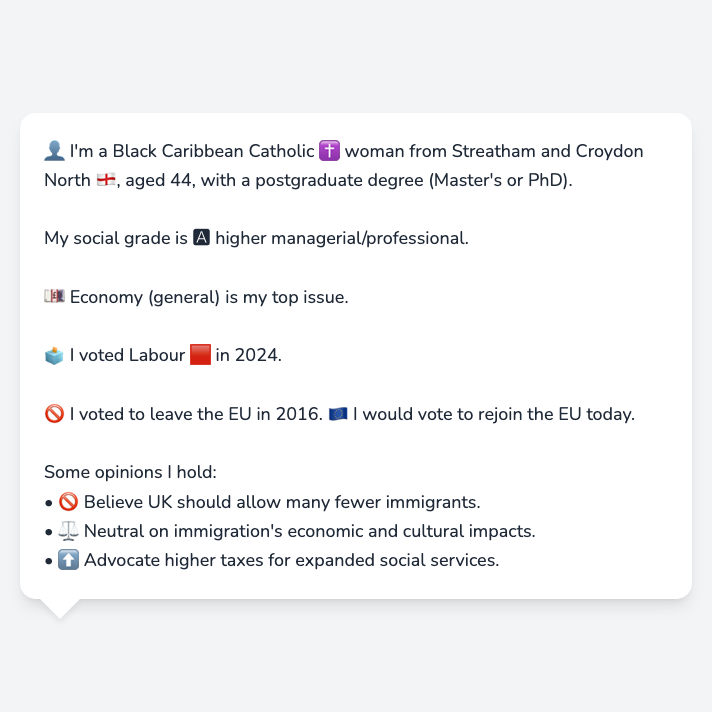 👤 I'm a Black Caribbean Catholic ✝️ woman from Streatham and Croydon
North 🏴󠁧󠁢󠁥󠁮󠁧󠁿, aged 44, with a postgraduate degree (Master's or PhD).
My social grade is 🅰️ higher managerial/professional.
💷 Economy (general) is my top issue.
🗳️ I voted Labour 🟥 in 2024.
🚫 I voted to leave the EU in 2016. 🇪🇺 I would vote to rejoin the EU today.
Some opinions I hold:
• 🚫 Believe UK should allow many fewer immigrants.
• ⚖️ Neutral on immigration's economic and cultural impacts.
• ⬆️ Advocate higher taxes for expanded social services.